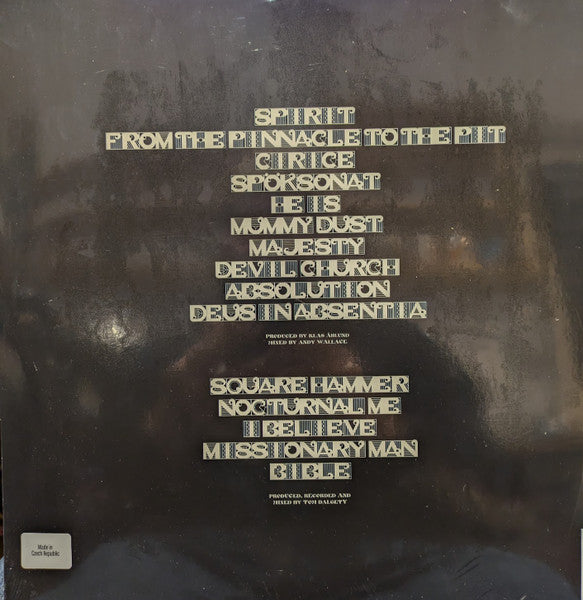 SPIRIT
FROM THE PINNACLE TO THE PIT
CIRICE
SPÖKSONAT
HE IS
MUMMY DUST
MAJESTY
DEVIL CHURCH
ABSOLUTION
DEUS IN ABSENTIA
PRODUCED BY KLAS ÅHLUND
MIXED BY ANDY WALLACE
SQUARE HAMMER
NOCTURNAL ME
I BELIEVE
MISSIONARY MAN
BIBLE
PRODUCED, RECORDED AND
MIXED BY TOM DALGETY
Made in
Czech Republic